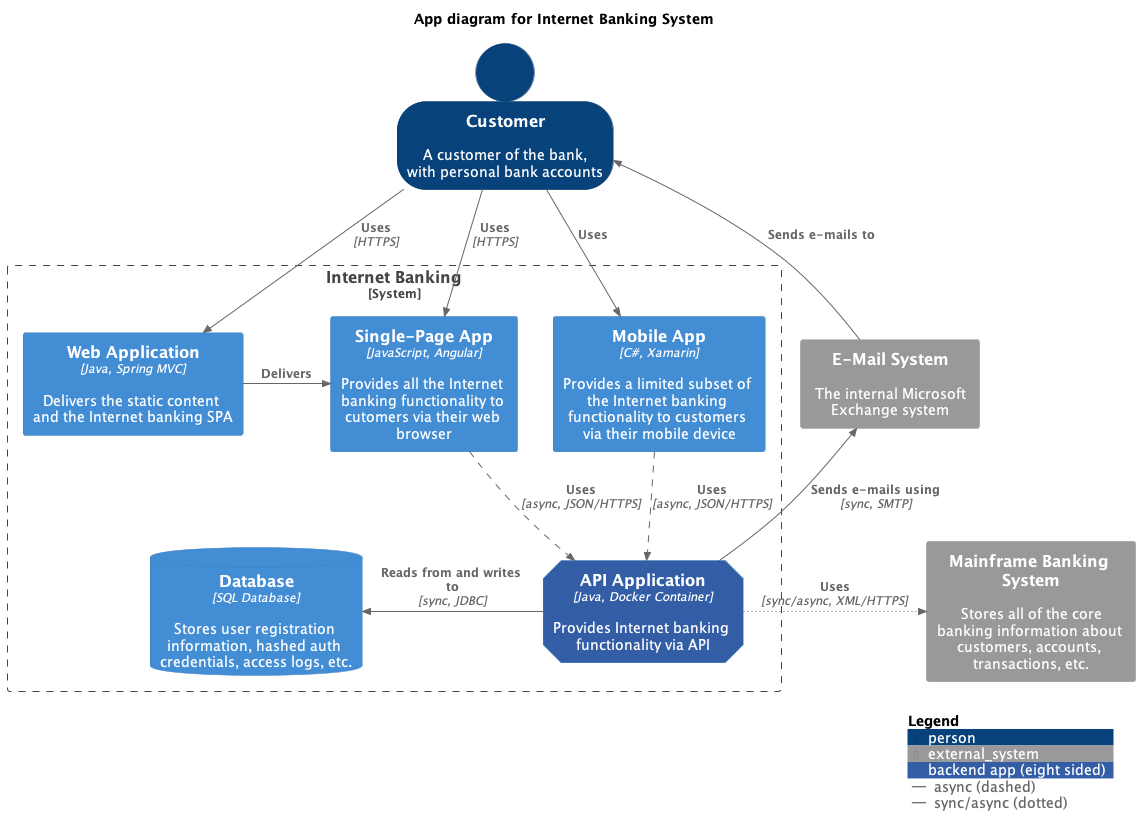 App diagram for Internet Banking System
Customer
A customer of the bank,
with personal bank accounts
Uses
[HTTPS]
Uses
[HTTPS]
Uses
Sends e-mails to
Internet Banking
[System]
Web Application
[Java, Spring MVC]
Delivers the static content
and the Internet banking SPA
Delivers
Single-Page App
[JavaScript, Angular]
Provides all the Internet
banking functionality to
cutomers via their web
browser
Mobile App
[C#, Xamarin]
Provides a limited subset of
the Internet banking
functionality to customers
via their mobile device
E-Mail System
The internal Microsoft
Exchange system
Uses
[async, JSON/HTTPS]
Uses
[async, JSON/HTTPS]
Sends e-mails using
[sync, SMTP]
Database
[SQL Database]
Stores user registration
information, hashed auth
credentials, access logs, etc.
Reads from and writes
to
[sync, JDBC]
API Application
[Java, Docker Container]
Provides Internet banking
functionality via API
Uses
[sync/async, XML/HTTPS]
Mainframe Banking
System
Stores all of the core
banking information about
customers, accounts,
transactions, etc.
Legend
person
external_system
backend app (eight sided)
— async (dashed)
— sync/async (dotted)